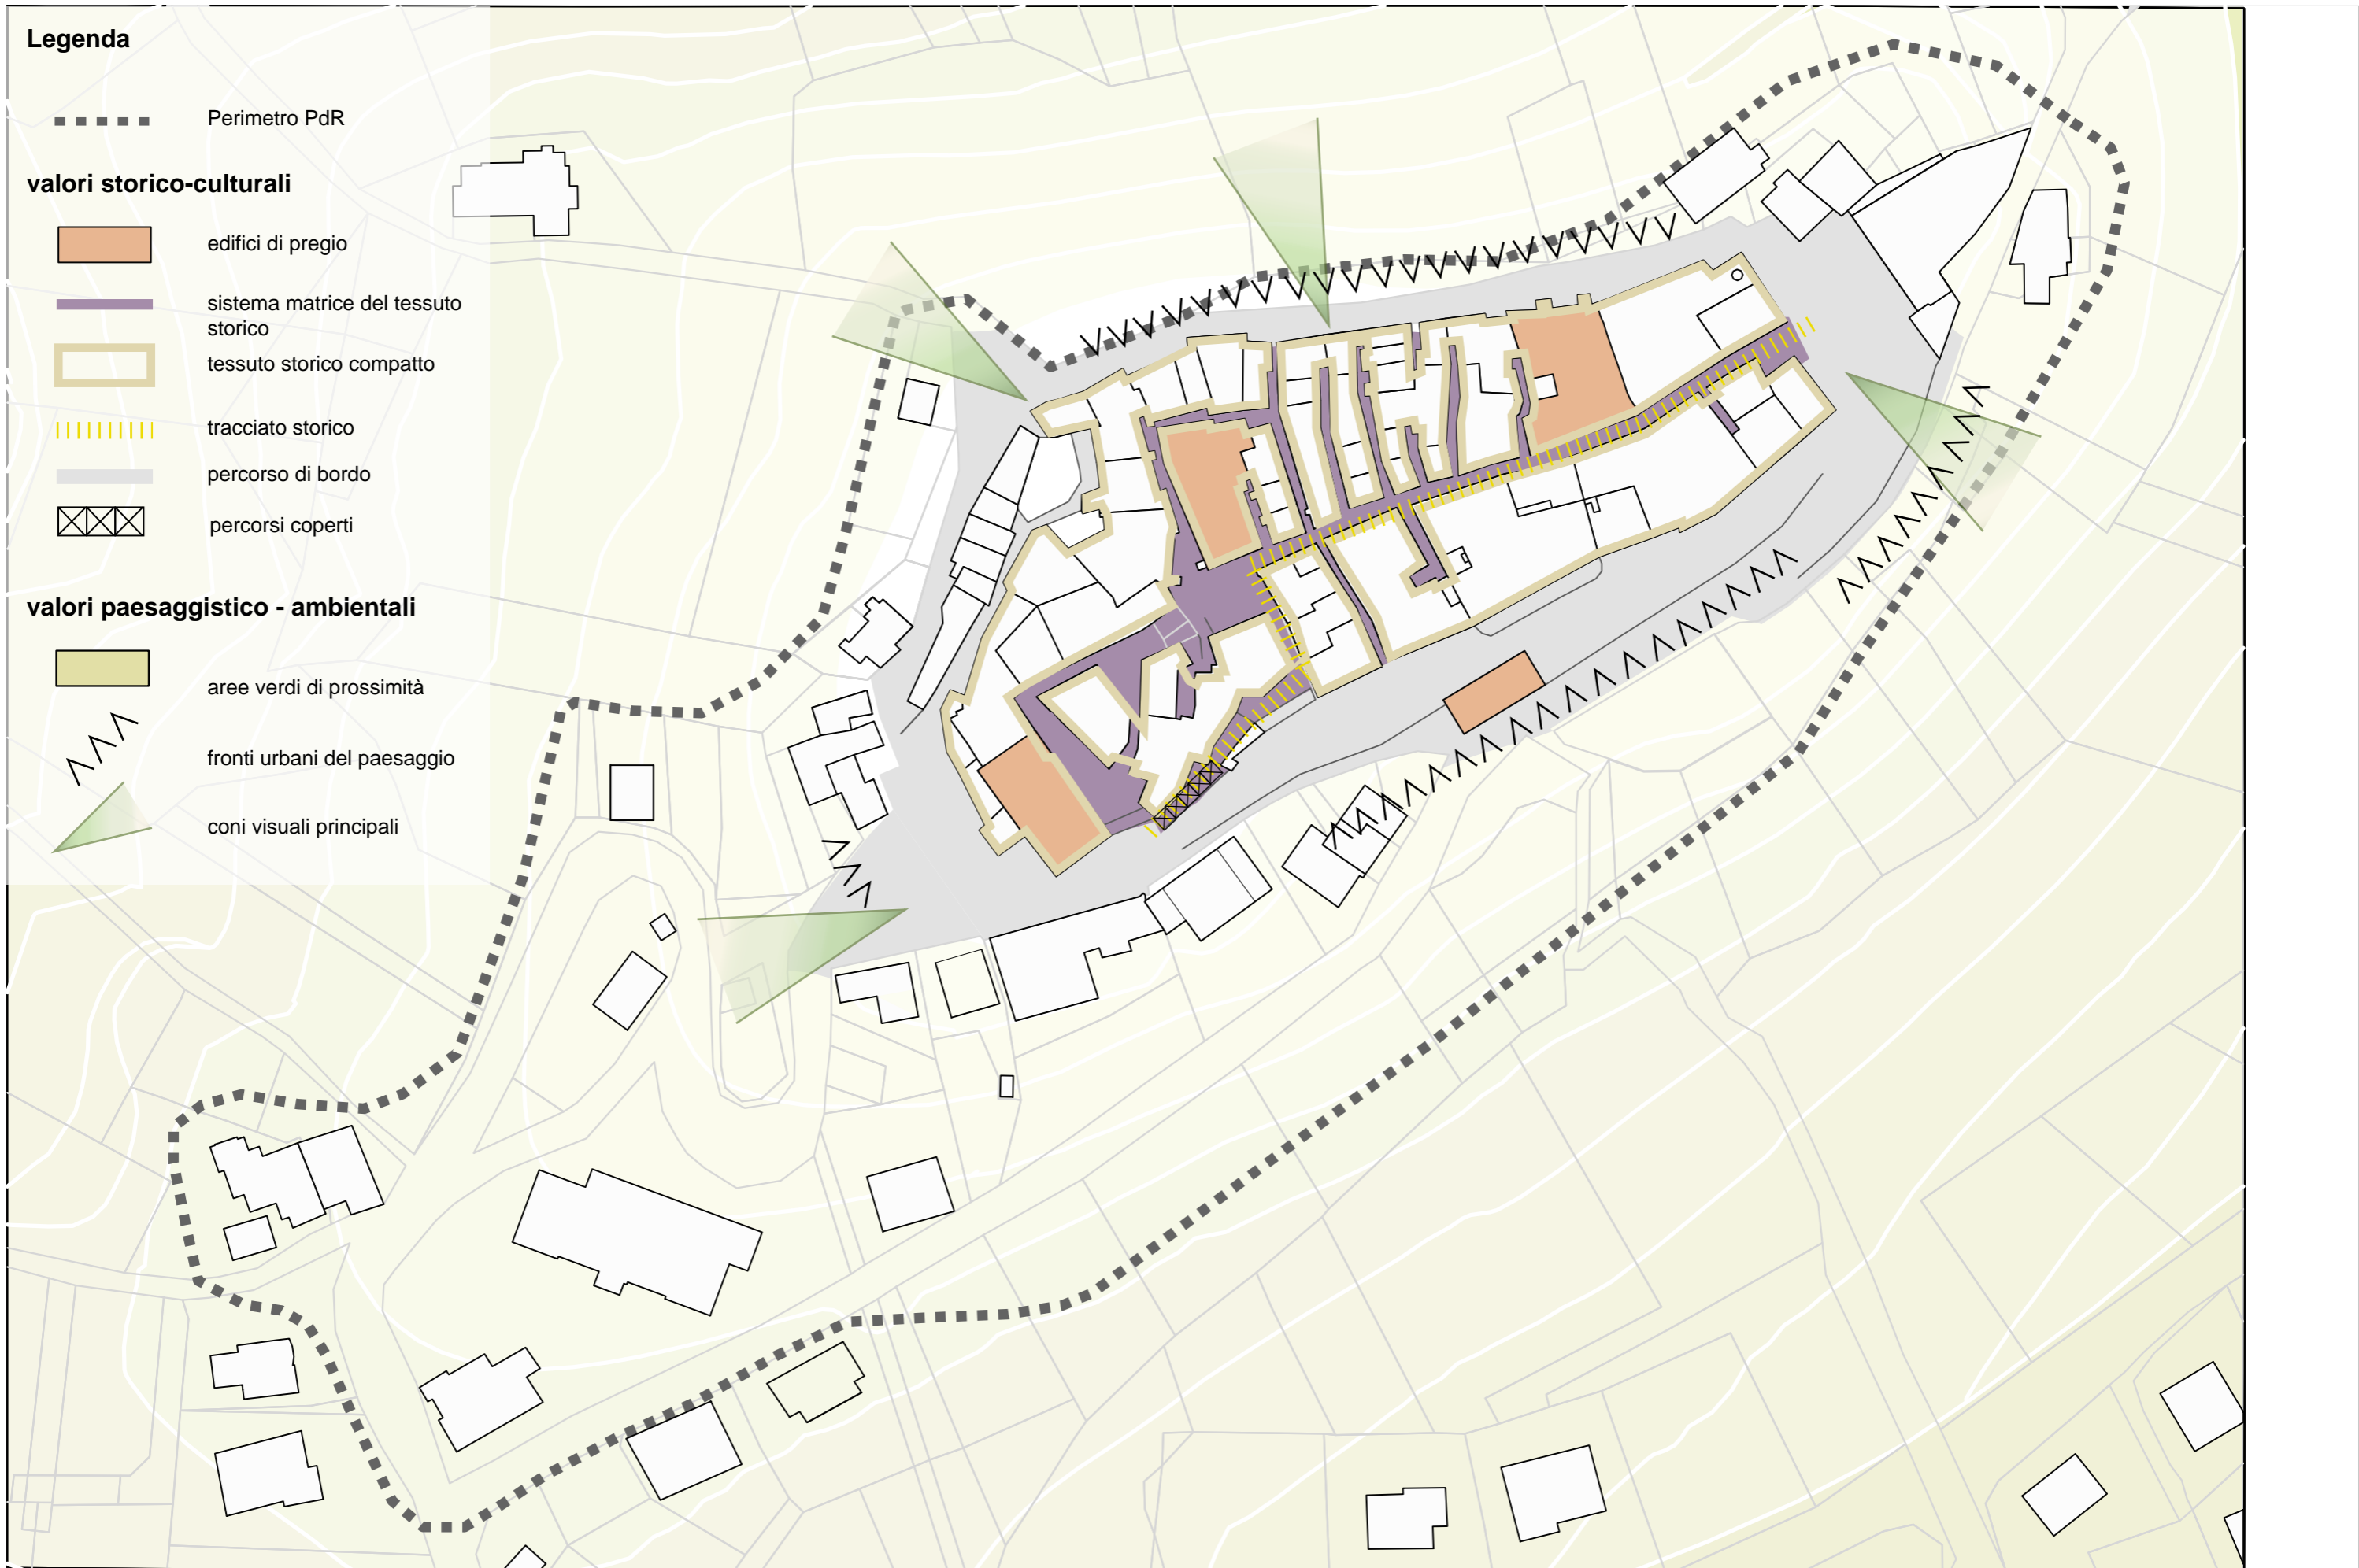 Legenda
Perimetro PdR
valori storico-culturali
edifici di pregio
sistema matrice del tessuto
storico
tessuto storico compatto
tracciato storico
percorso di bordo
percorsi coperti
valori paesaggistico - ambientali
aree verdi di prossimità
fronti urbani del paesaggio
coni visuali principali